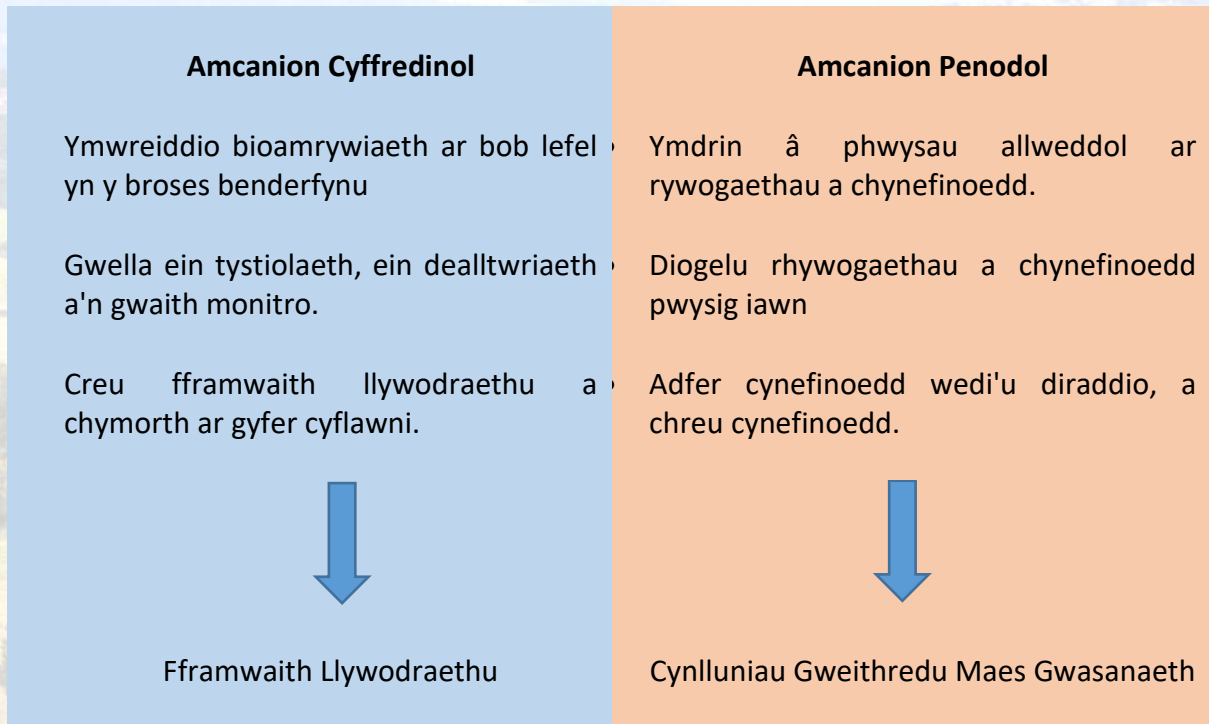 Amcanion Cyffredinol
Ymwreiddio bioamrywiaeth ar bob lefel
yn y broses benderfynu
Gwella ein tystiolaeth, ein dealltwriaeth
a'n gwaith monitro.
Creu fframwaith llywodraethu a
chymorth ar gyfer cyflawni.
Fframwaith Llywodraethu
Amcanion Penodol
• Ymdrin â phwysau allweddol ar
rywogaethau a chynefinoedd.
• Diogelu rhywogaethau a chynefinoedd
pwysig iawn
• Adfer cynefinoedd wedi'u diraddio, a
chreu cynefinoedd.
Cynlluniau Gweithredu Maes Gwasanaeth